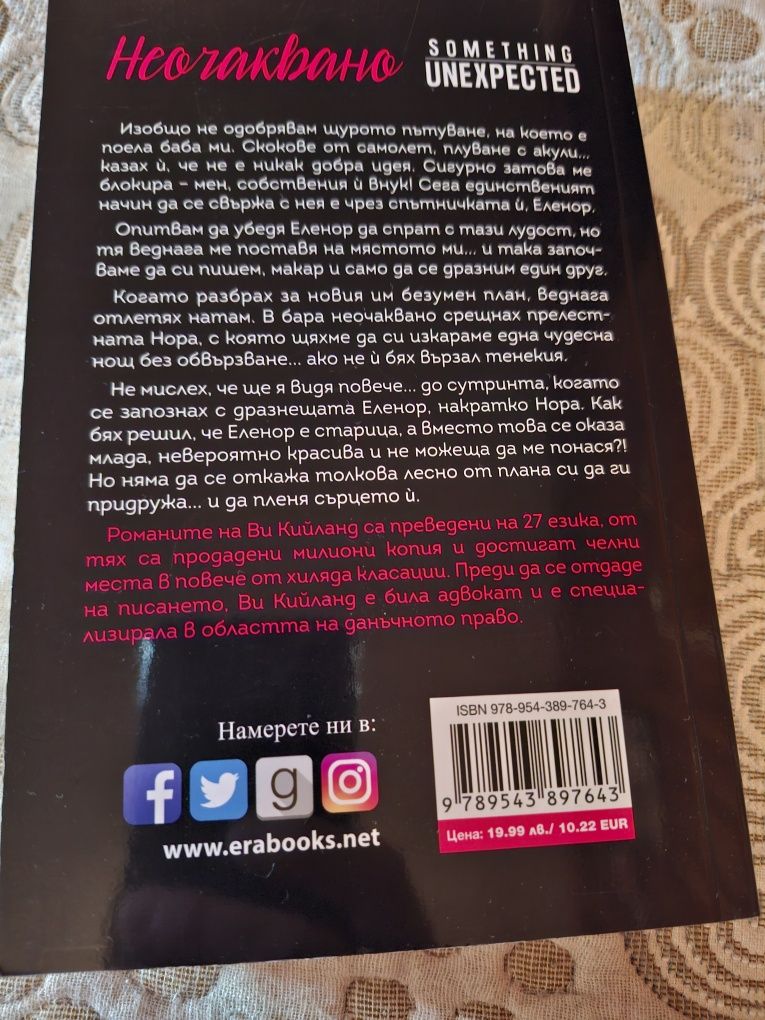 Неочаквано
SOMETHING
UNEXPECTED
Изобщо не одобрявам щурото пътуване, на което е
поела баба ми. Скокове от самолет, плуване с акули...
казах ѝ, че не е никак добра идея. Сигурно затова ме
блокира – мен, собствения ѝ внук! Сега единственият
начин да се свържа с нея е чрез спътничката ѝ, Еленор.
Опитвам да убедя Еленор да спрат с тази лудост, но
тя веднага ме поставя на мястото ми... и така започ-
ваме да си пишем, макар и само да се дразним един друг.
Когато разбрах за новия им безумен план, веднага
отлетях натам. В бара неочаквано срещнах прелест-
ната Нора, с която щяхме да си изкараме една чудесна
нощ без обвързване... ако не ѝ бях вързал тенекия.
Не мислех, че ще я видя повече... до сутринта, когато
се запознах с дразнещата Еленор, накратко Нора. Как
бях решил, че Еленор е старица, а вместо това се оказа
млада, невероятно красива и не можеща да ме понася?!
Но няма да се откажа толкова лесно от плана си да ги
придружа... и да пленя сърцето ѝ.
Романите на Ви Кийланд са преведени на 27 езика, от
тях са продадени милиони копия и достигат челни
места в повече от хиляда класации. Преди да се отдаде
на писането, Ви Кийланд е била адвокат и е специа-
лизирала в областта на данъчното право.
Намерете ни в:
f
g
www.erabooks.net
ISBN 978-954-389-764-3
9 789543 897643
Цена: 19.99 лв./ 10.22 EUR